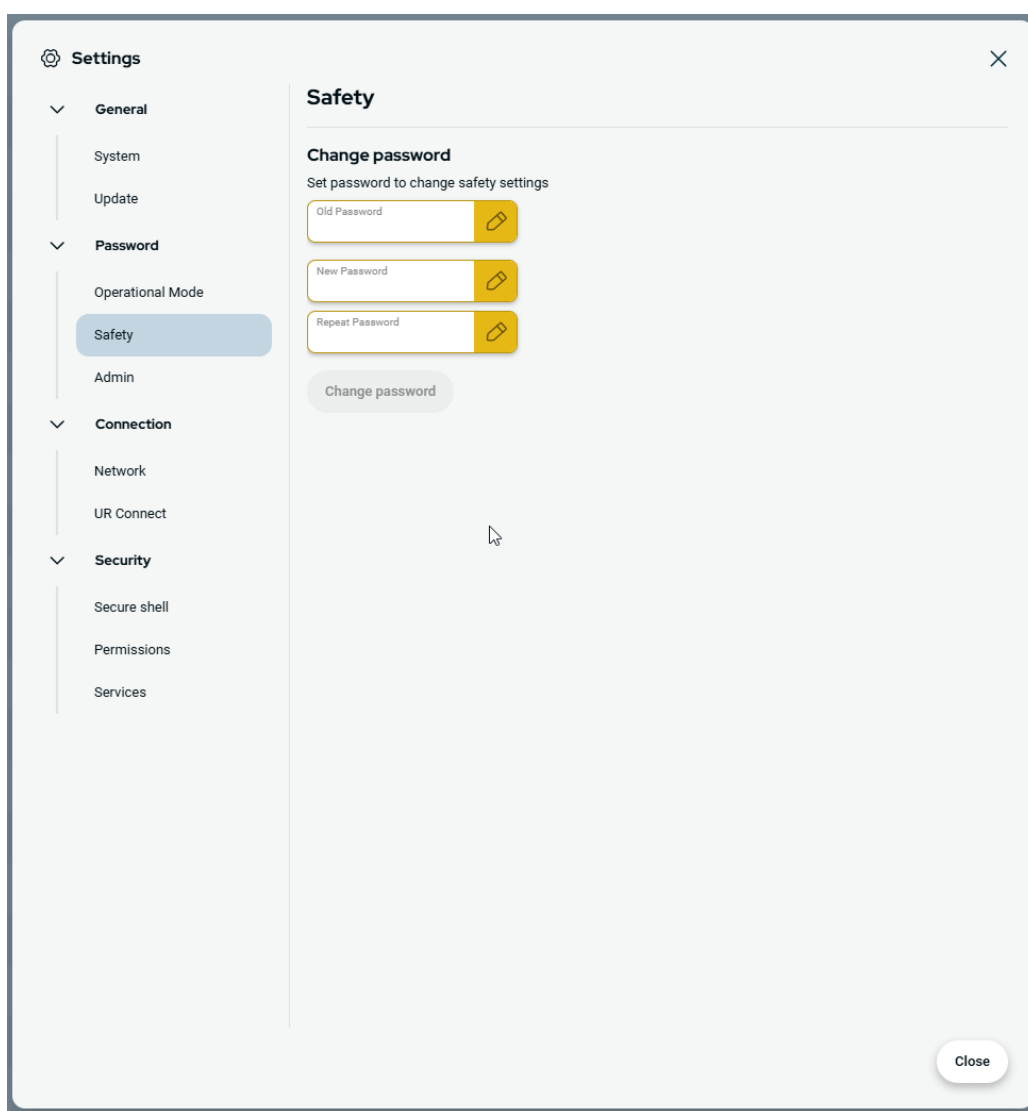 Settings
General
System
Update
Password
Operational Mode
Safety
Admin
Connection
Network
UR Connect
Security
Secure shell
Permissions
Services
Safety
Change password
Set password to change safety settings
Old Password
New Password
Repeat Password
Change password
Close